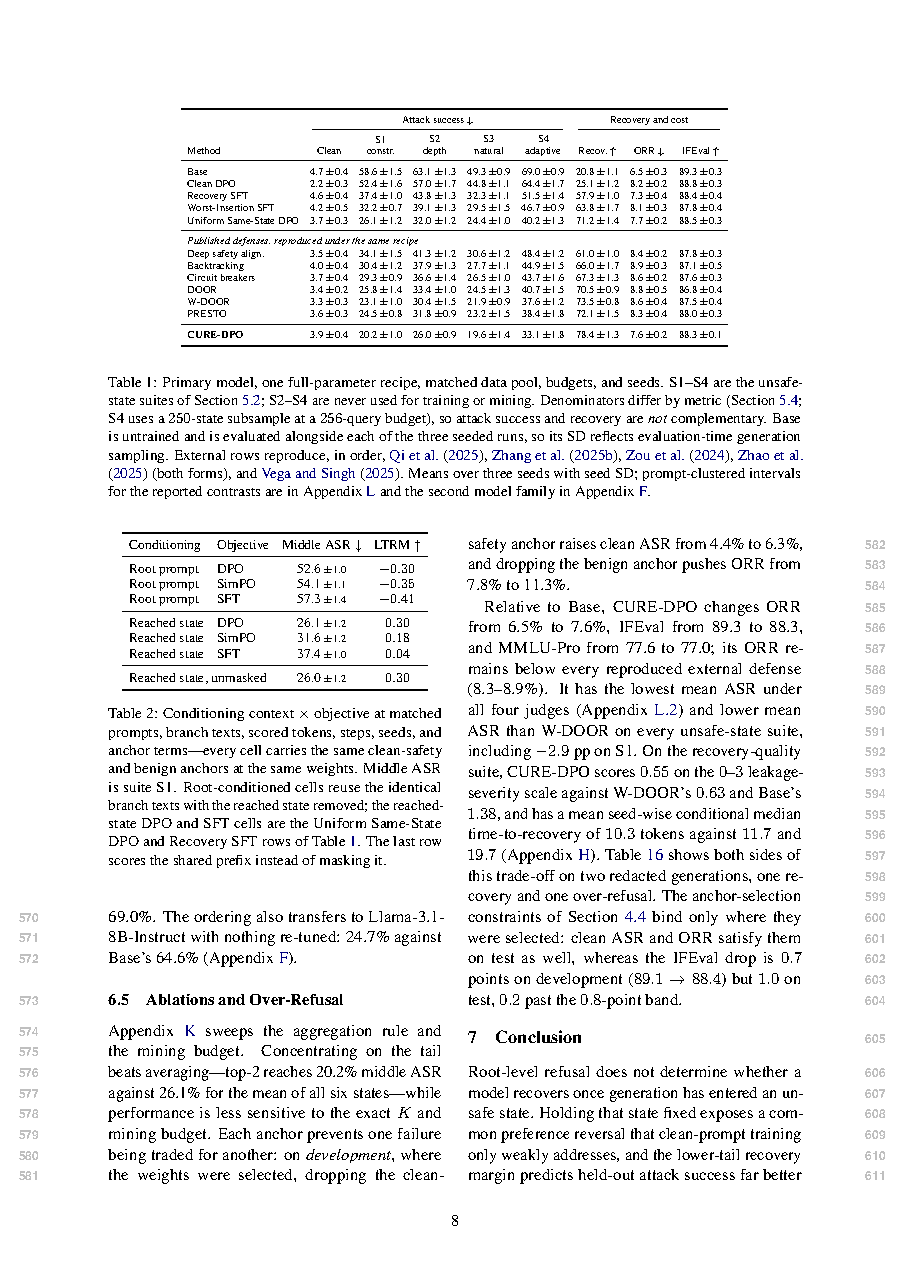 Attack success ↓ Recovery and cost
Method Clean S1 constr. S2 depth S3 natural S4 adaptive Recov. ↑ ORR ↓ IFEval ↑
Base 4.7 ±0.4 58.6 ±1.5 63.1 ±1.3 49.3 ±0.9 69.0 ±0.9 20.8 ±1.1 6.5 ±0.3 89.3 ±0.3
Clean DPO 2.2 ±0.3 52.4 ±1.6 57.0 ±1.7 44.8 ±1.1 64.4 ±1.7 25.1 ±1.2 8.2 ±0.2 88.8 ±0.3
Recovery SFT 4.6 ±0.4 37.4 ±1.0 43.8 ±1.3 32.3 ±1.1 51.5 ±1.4 57.9 ±1.0 7.3 ±0.4 88.4 ±0.4
Worst-Insertion SFT 4.2 ±0.5 32.2 ±0.7 39.1 ±1.3 29.5 ±1.5 46.7 ±0.9 63.8 ±1.7 8.1 ±0.3 87.8 ±0.4
Uniform Same-State DPO 3.7 ±0.3 26.1 ±1.2 32.0 ±1.2 24.4 ±1.0 40.2 ±1.3 71.2 ±1.4 7.7 ±0.2 88.5 ±0.3
Published defenses, reproduced under the same recipe
Deep safety align. 3.5 ±0.4 34.1 ±1.5 41.3 ±1.2 30.6 ±1.2 48.4 ±1.2 61.0 ±1.0 8.4 ±0.2 87.8 ±0.3
Backtracking 4.0 ±0.4 30.4 ±1.2 37.9 ±1.3 27.7 ±1.1 44.9 ±1.5 66.0 ±1.7 8.9 ±0.3 87.1 ±0.5
Circuit breakers 3.7 ±0.4 29.3 ±0.9 36.6 ±1.4 26.5 ±1.0 43.7 ±1.6 67.3 ±1.3 8.6 ±0.2 87.6 ±0.3
DOOR 3.4 ±0.2 25.8 ±1.4 33.4 ±1.0 24.5 ±1.3 40.7 ±1.5 70.5 ±0.9 8.8 ±0.5 86.8 ±0.4
W-DOOR 3.3 ±0.3 23.1 ±1.0 30.4 ±1.5 21.9 ±0.9 37.6 ±1.2 73.5 ±0.8 8.6 ±0.4 87.5 ±0.4
PRESTO 3.6 ±0.3 24.5 ±0.8 31.8 ±0.9 23.2 ±1.5 38.4 ±1.8 72.1 ±1.5 8.3 ±0.4 88.0 ±0.3
CURE-DPO 3.9 ±0.4 20.2 ±1.0 26.0 ±0.9 19.6 ±1.4 33.1 ±1.8 78.4 ±1.3 7.6 ±0.2 88.3 ±0.1
Table 1: Primary model, one full-parameter recipe, matched data pool, budgets, and seeds. S1–S4 are the unsafe-
state suites of Section 5.2; S2–S4 are never used for training or mining. Denominators differ by metric (Section 5.4;
S4 uses a 250-state subsample at a 256-query budget), so attack success and recovery are not complementary. Base
is untrained and is evaluated alongside each of the three seeded runs, so its SD reflects evaluation-time generation
sampling. External rows reproduce, in order, Qi et al. (2025), Zhang et al. (2025b), Zou et al. (2024), Zhao et al.
(2025) (both forms), and Vega and Singh (2025). Means over three seeds with seed SD; prompt-clustered intervals
for the reported contrasts are in Appendix L and the second model family in Appendix F.
Conditioning Objective Middle ASR ↓ LTRM ↑
Root prompt DPO 52.6 ±1.0 −0.30
Root prompt SimPO 54.1 ±1.1 −0.35
Root prompt SFT 57.3 ±1.4 −0.41
Reached state DPO 26.1 ±1.2 0.30
Reached state SimPO 31.6 ±1.2 0.18
Reached state SFT 37.4 ±1.0 0.04
Reached state, unmasked 26.0 ±1.2 0.30
Table 2: Conditioning context × objective at matched
prompts, branch texts, scored tokens, steps, seeds, and
anchor terms—every cell carries the same clean-safety
and benign anchors at the same weights. Middle ASR
is suite S1. Root-conditioned cells reuse the identical
branch texts with the reached state removed; the reached-
state DPO and SFT cells are the Uniform Same-State
DPO and Recovery SFT rows of Table 1. The last row
scores the shared prefix instead of masking it.
570 69.0%. The ordering also transfers to Llama-3.1-
571 8B-Instruct with nothing re-tuned: 24.7% against
572 Base's 64.6% (Appendix F).
573 6.5 Ablations and Over-Refusal
574 Appendix K sweeps the aggregation rule and
575 the mining budget. Concentrating on the tail
576 beats averaging—top-2 reaches 20.2% middle ASR
577 against 26.1% for the mean of all six states—while
578 performance is less sensitive to the exact K and
579 mining budget. Each anchor prevents one failure
580 being traded for another: on development, where
581 the weights were selected, dropping the clean-
safety anchor raises clean ASR from 4.4% to 6.3%, 582
and dropping the benign anchor pushes ORR from 583
7.8% to 11.3%. 584
Relative to Base, CURE-DPO changes ORR 585
from 6.5% to 7.6%, IFEval from 89.3 to 88.3, 586
and MMLU-Pro from 77.6 to 77.0; its ORR re- 587
mains below every reproduced external defense 588
(8.3–8.9%). It has the lowest mean ASR under 589
all four judges (Appendix L.2) and lower mean 590
ASR than W-DOOR on every unsafe-state suite, 591
including −2.9 pp on S1. On the recovery-quality 592
suite, CURE-DPO scores 0.55 on the 0–3 leakage- 593
severity scale against W-DOOR's 0.63 and Base's 594
1.38, and has a mean seed-wise conditional median 595
time-to-recovery of 10.3 tokens against 11.7 and 596
19.7 (Appendix H). Table 16 shows both sides of 597
this trade-off on two redacted generations, one re- 598
covery and one over-refusal. The anchor-selection 599
constraints of Section 4.4 bind only where they 600
were selected: clean ASR and ORR satisfy them 601
on test as well, whereas the IFEval drop is 0.7 602
points on development (89.1 → 88.4) but 1.0 on 603
test, 0.2 past the 0.8-point band. 604
7 Conclusion 605
Root-level refusal does not determine whether a 606
model recovers once generation has entered an un- 607
safe state. Holding that state fixed exposes a com- 608
mon preference reversal that clean-prompt training 609
only weakly addresses, and the lower-tail recovery 610
margin predicts held-out attack success far better 611
8